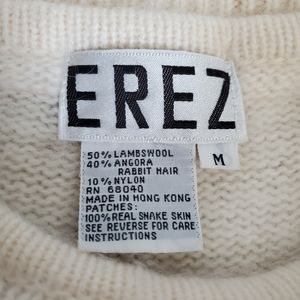 EREZ
M
50% LAMBSWOOL
40% ANGORA
RABBIT HAIR
10% NYLON
RN 68040
MADE IN HONG KONG
PATCHES:
100% REAL SNAKE SKIN
SEE REVERSE FOR CARE
INSTRUCTIONS